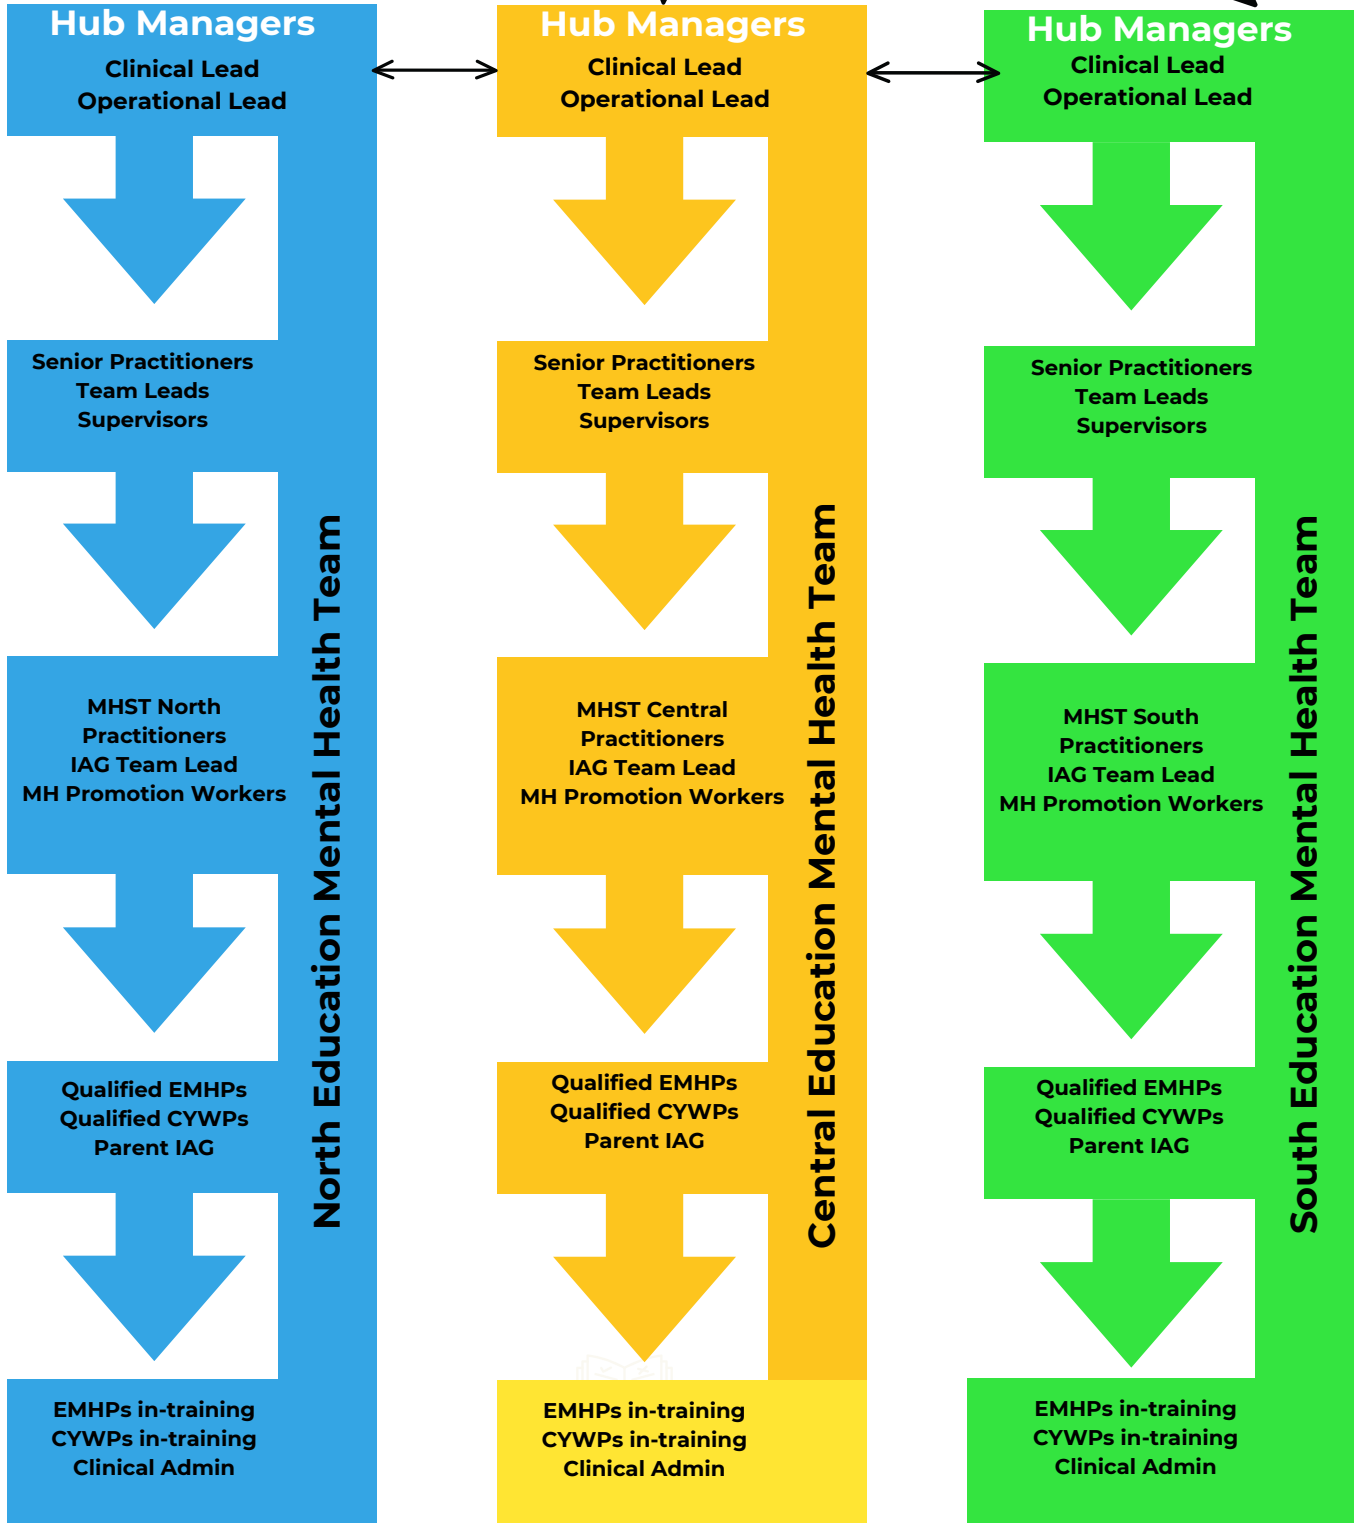 Hub Managers
Clinical Lead
Operational Lead
Senior Practitioners
Team Leads
Supervisors
MHST North
Practitioners
IAG Team Lead
MH Promotion Workers
Qualified EMHPs
Qualified CYWPs
Parent IAG
EMHPs in-training
CYWPs in-training
Clinical Admin
North Education Mental Health Team
Hub Managers
Clinical Lead
Operational Lead
Senior Practitioners
Team Leads
Supervisors
MHST Central
Practitioners
IAG Team Lead
MH Promotion Workers
Qualified EMHPs
Qualified CYWPs
Parent IAG
EMHPs in-training
CYWPs in-training
Clinical Admin
Central Education Mental Health Team
Hub Managers
Clinical Lead
Operational Lead
Senior Practitioners
Team Leads
Supervisors
MHST South
Practitioners
IAG Team Lead
MH Promotion Workers
Qualified EMHPs
Qualified CYWPs
Parent IAG
EMHPs in-training
CYWPs in-training
Clinical Admin
South Education Mental Health Team